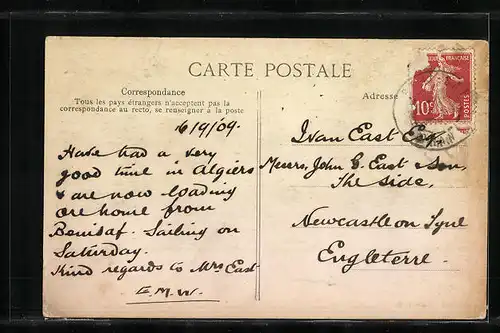 CARTE POSTALE
Correspondance
Tous les pays étrangers n'acceptent pas la
correspondance au recto, se renseigner à la poste
6/9/09.
Have had a very
good time in Algiers
& are now loading
ore home from
Benisaf. Sailing on
Saturday.
Kind regards to Mrs East
E.M.W.
Adresse
RÉPUBLIQUE FRANÇAISE
10c
POSTES
Ivan East Esq
Messrs. John G. East & Son,
The Side,
Newcastle on Tyne
Engleterre.